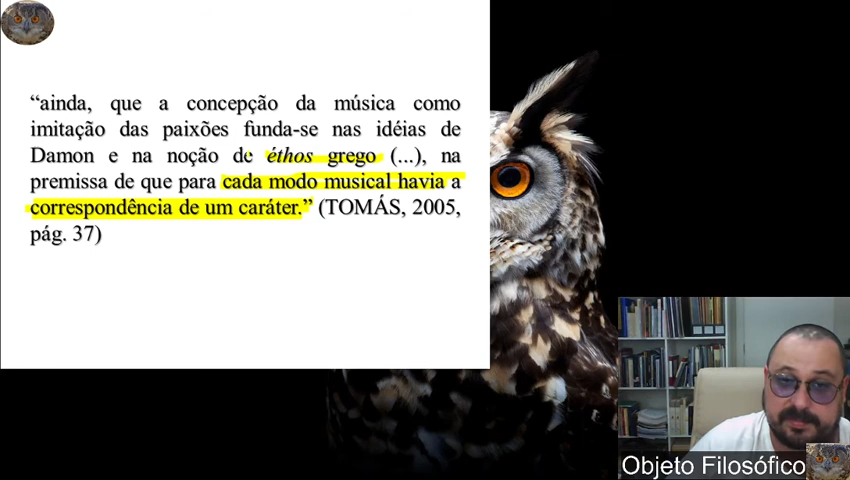 “ainda, que a concepção da música como
imitação das paixões funda-se nas idéias de
Damon e na noção de éthos grego (...), na
premissa de que para cada modo musical havia a
correspondência de um caráter.” (TOMÁS, 2005,
pág. 37)
Objeto Filosófico